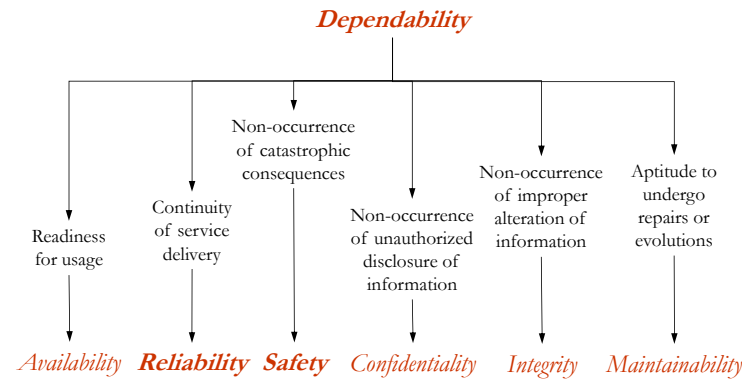 Dependability
Readiness
for usage
Continuity
of service
delivery
Non-occurrence
of catastrophic
consequences
Non-occurrence
of unauthorized
disclosure of
information
Non-occurrence
of improper
alteration of
information
Aptitude to
undergo
repairs or
evolutions
Availability
Reliability
Safety
Confidentiality
Integrity
Maintainability